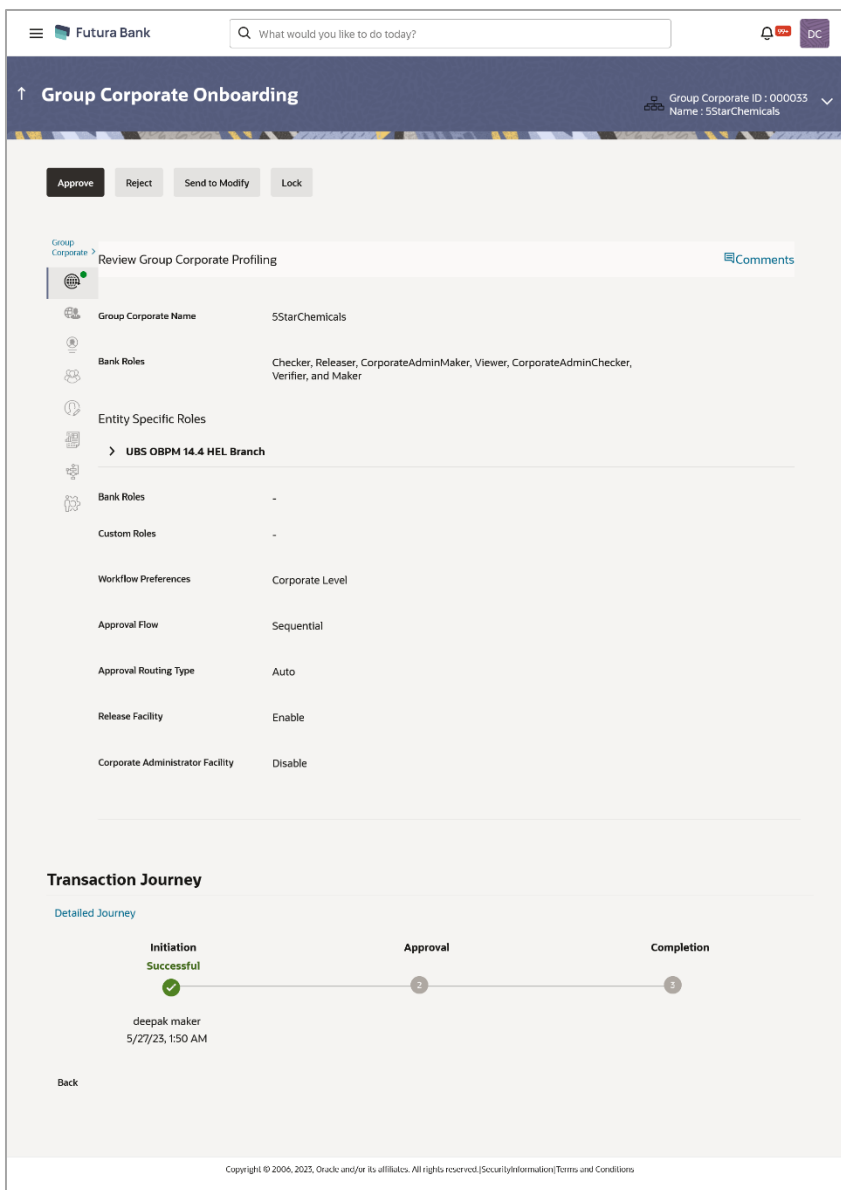 Futura Bank
What would you like to do today?
99+
DC
Group Corporate Onboarding
Group Corporate ID : 000033
Name : 5StarChemicals
Approve
Reject
Send to Modify
Lock
Group
Corporate
Review Group Corporate Profiling
Comments
Group Corporate Name
5StarChemicals
Bank Roles
Checker, Releaser, CorporateAdminMaker, Viewer, CorporateAdminChecker,
Verifier, and Maker
Entity Specific Roles
UBS OBPM 14.4 HEL Branch
Bank Roles
-
Custom Roles
-
Workflow Preferences
Corporate Level
Approval Flow
Sequential
Approval Routing Type
Auto
Release Facility
Enable
Corporate Administrator Facility
Disable
Transaction Journey
Detailed Journey
Initiation
Approval
Completion
Successful
2
3
deepak maker
5/27/23, 1:50 AM
Back
Copyright © 2006, 2023, Oracle and/or its affiliates. All rights reserved.|SecurityInformation|Terms and Conditions